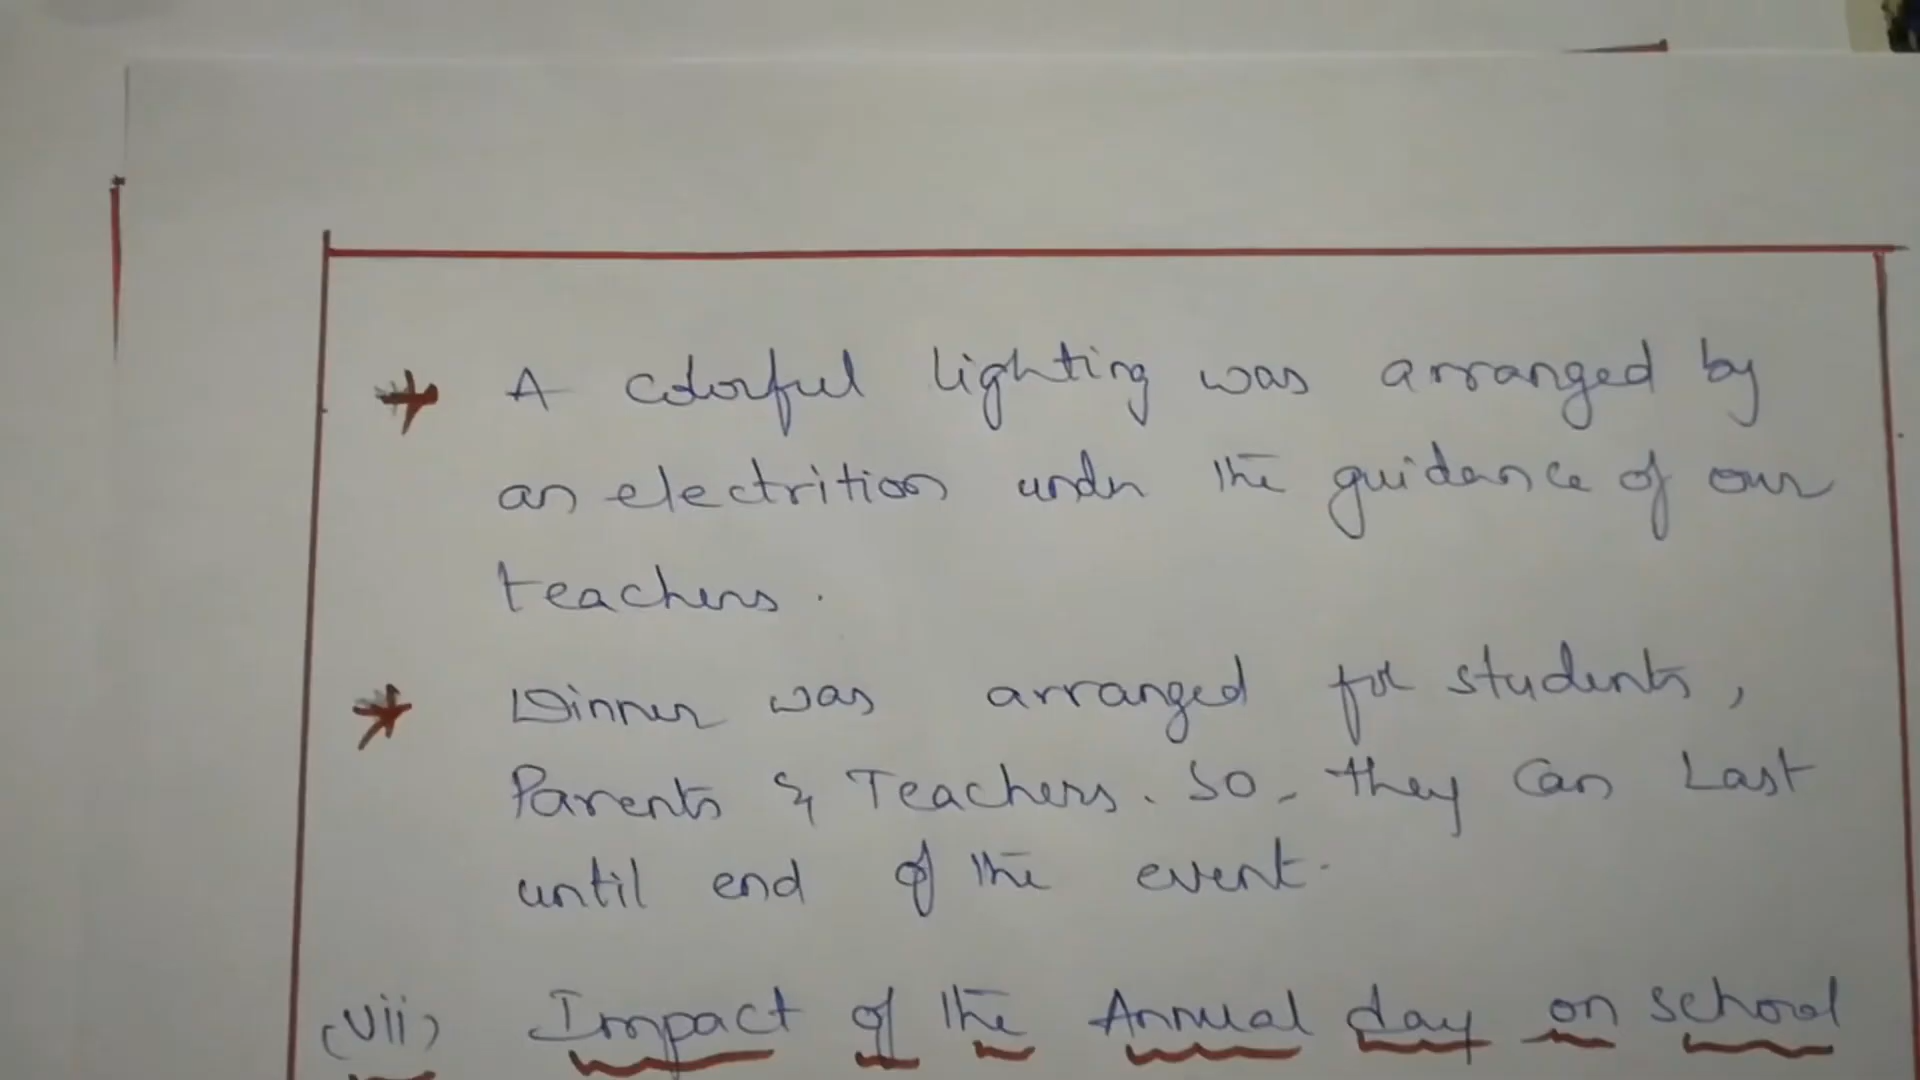 A colorful lighting was arranged by
an electrition under the guidance of our
teachers.
Dinner was arranged for students,
Parents & Teachers. So, they can Last
until end of the event.
(Vii) Impact of the Annual day on school